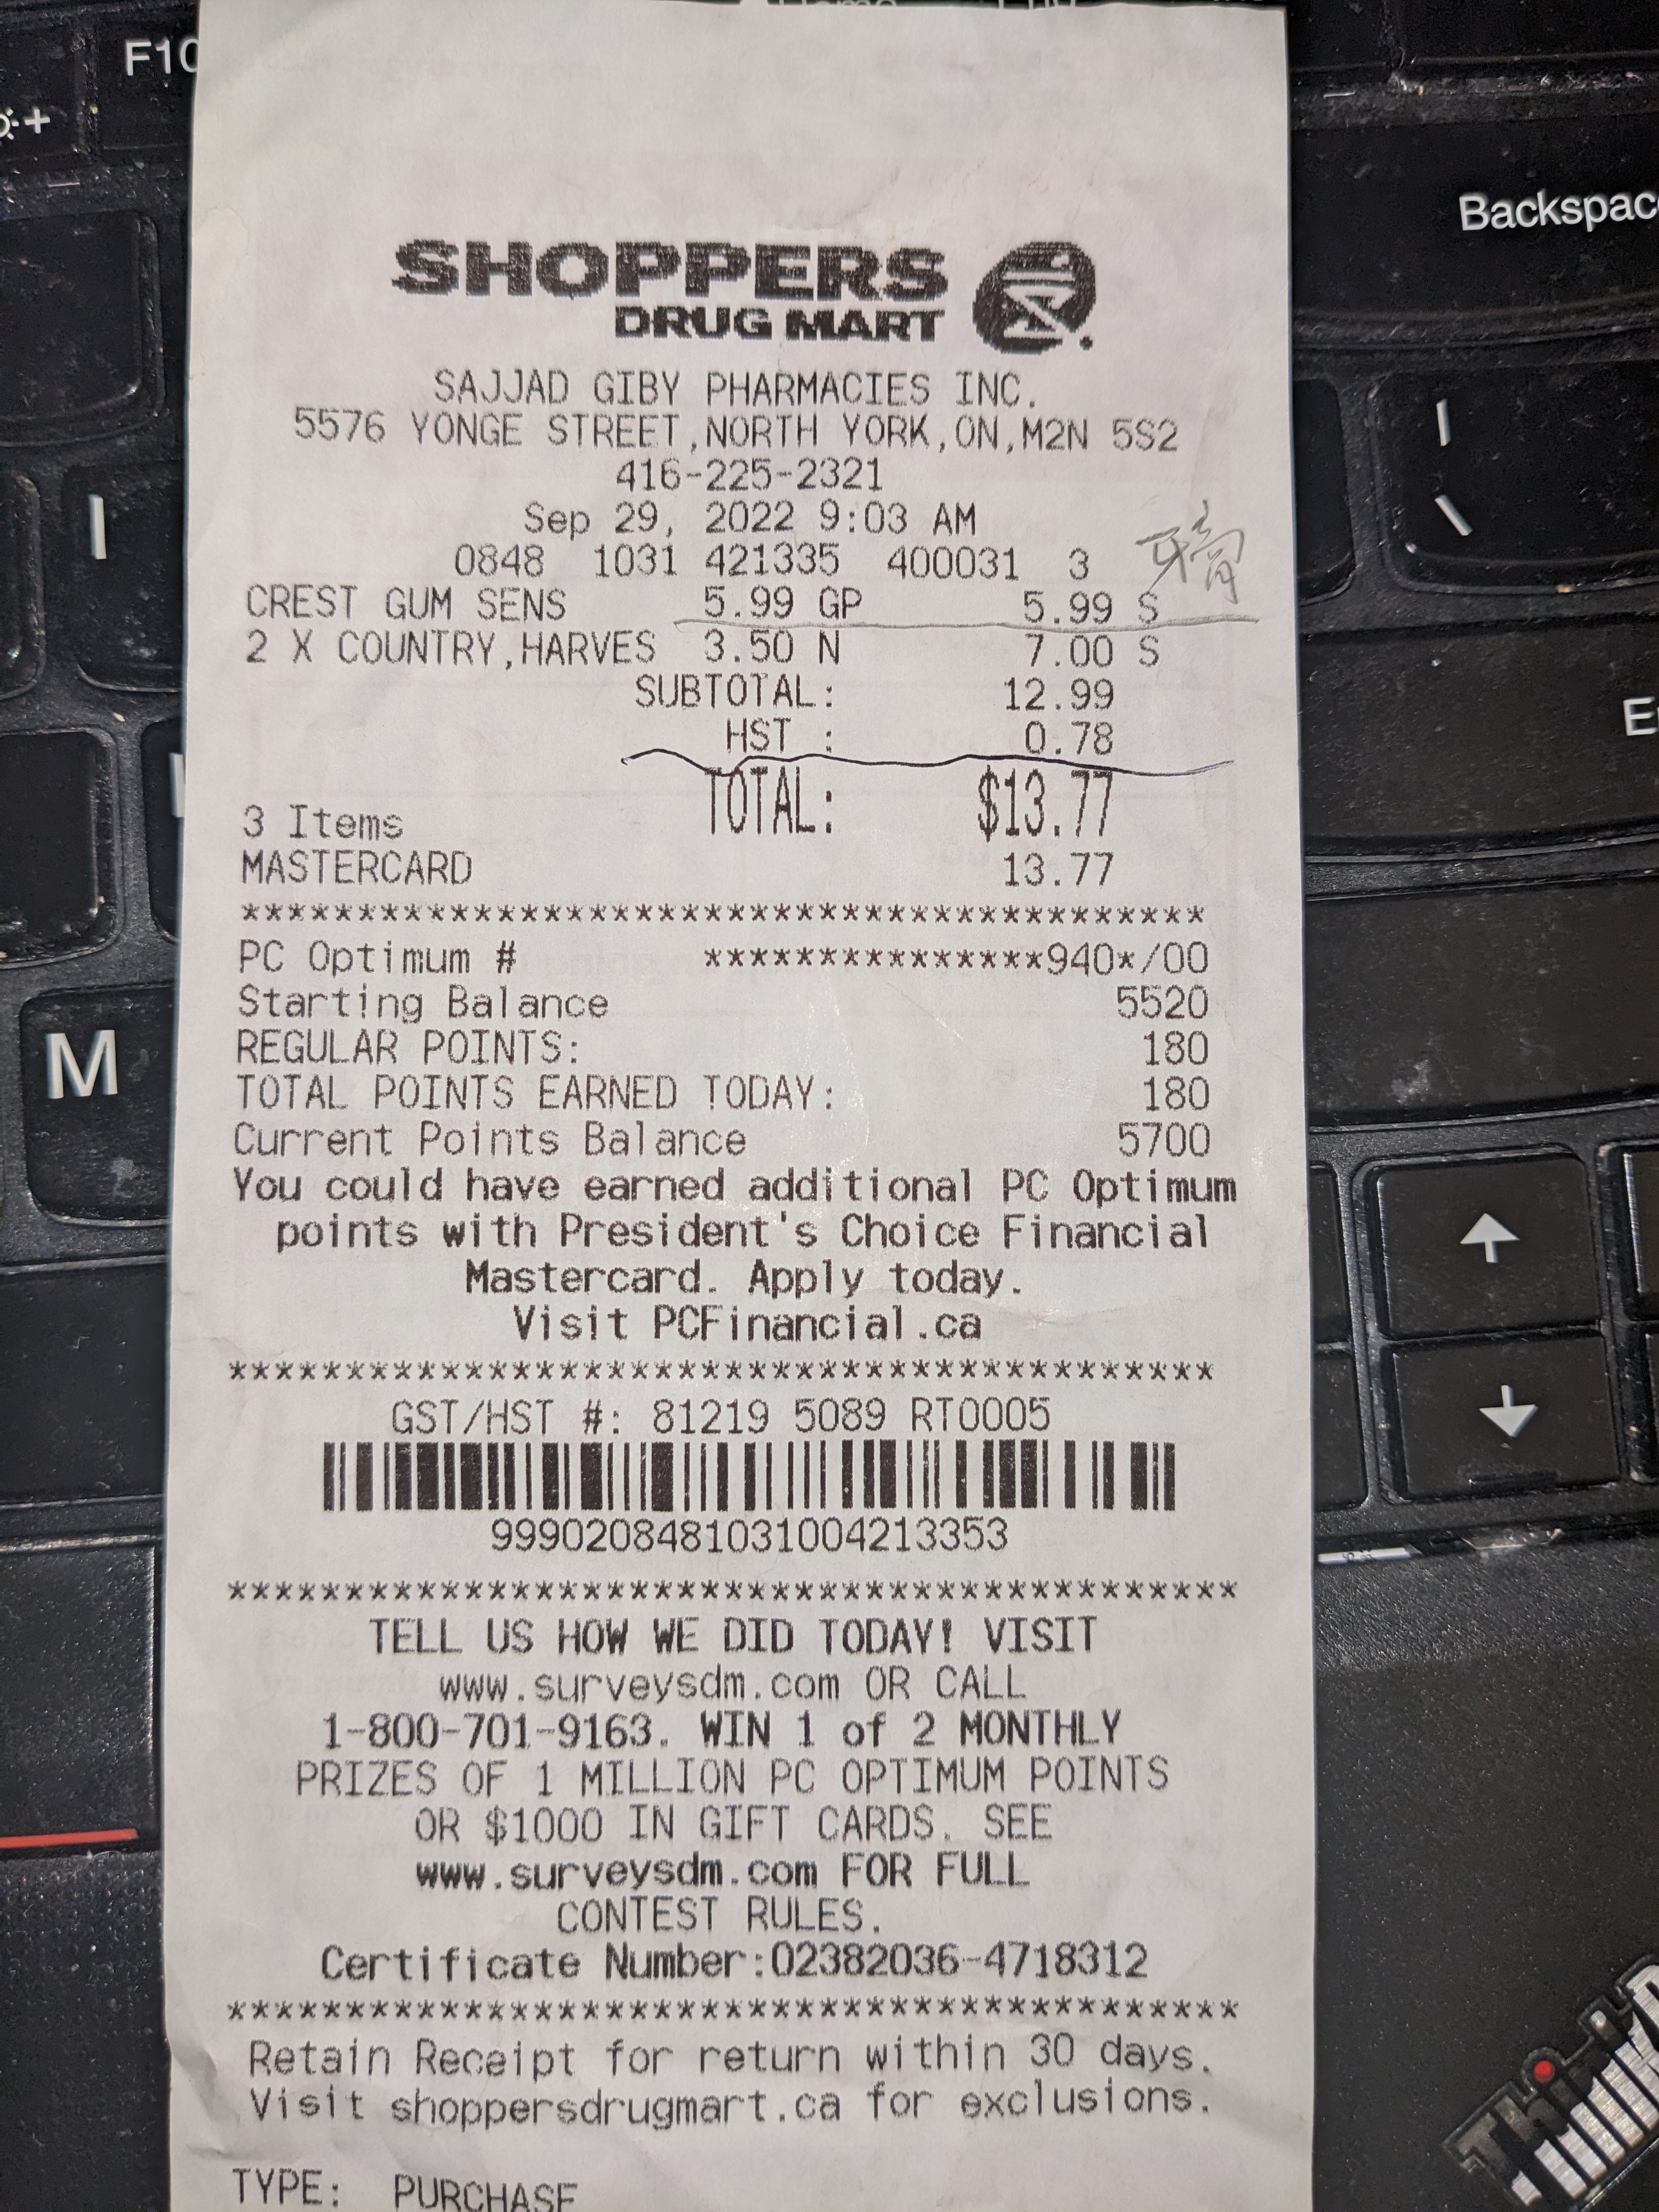 F10
Backspac
M
SHOPPERS
DRUG MART
SAJJAD GIBY PHARMACIES INC.
5576 YONGE STREET,NORTH YORK,ON,M2N 5S2
416-225-2321
Sep 29, 2022 9:03 AM
0848 1031 421335 400031 3
牙膏
CREST GUM SENS 5.99 GP 5.99 S
2 X COUNTRY,HARVES 3.50 N 7.00 S
SUBTOTAL: 12.99
HST : 0.78
TOTAL: $13.77
3 Items
MASTERCARD 13.77
******************************************
PC Optimum # ***************940*/00
Starting Balance 5520
REGULAR POINTS: 180
TOTAL POINTS EARNED TODAY: 180
Current Points Balance 5700
You could have earned additional PC Optimum
points with President's Choice Financial
Mastercard. Apply today.
Visit PCFinancial.ca
******************************************
GST/HST #: 81219 5089 RT0005
9990208481031004213353
******************************************
TELL US HOW WE DID TODAY! VISIT
www.surveysdm.com OR CALL
1-800-701-9163. WIN 1 of 2 MONTHLY
PRIZES OF 1 MILLION PC OPTIMUM POINTS
OR $1000 IN GIFT CARDS. SEE
www.surveysdm.com FOR FULL
CONTEST RULES.
Certificate Number:02382036-4718312
******************************************
Retain Receipt for return within 30 days.
Visit shoppersdrugmart.ca for exclusions.
TYPE: PURCHASE